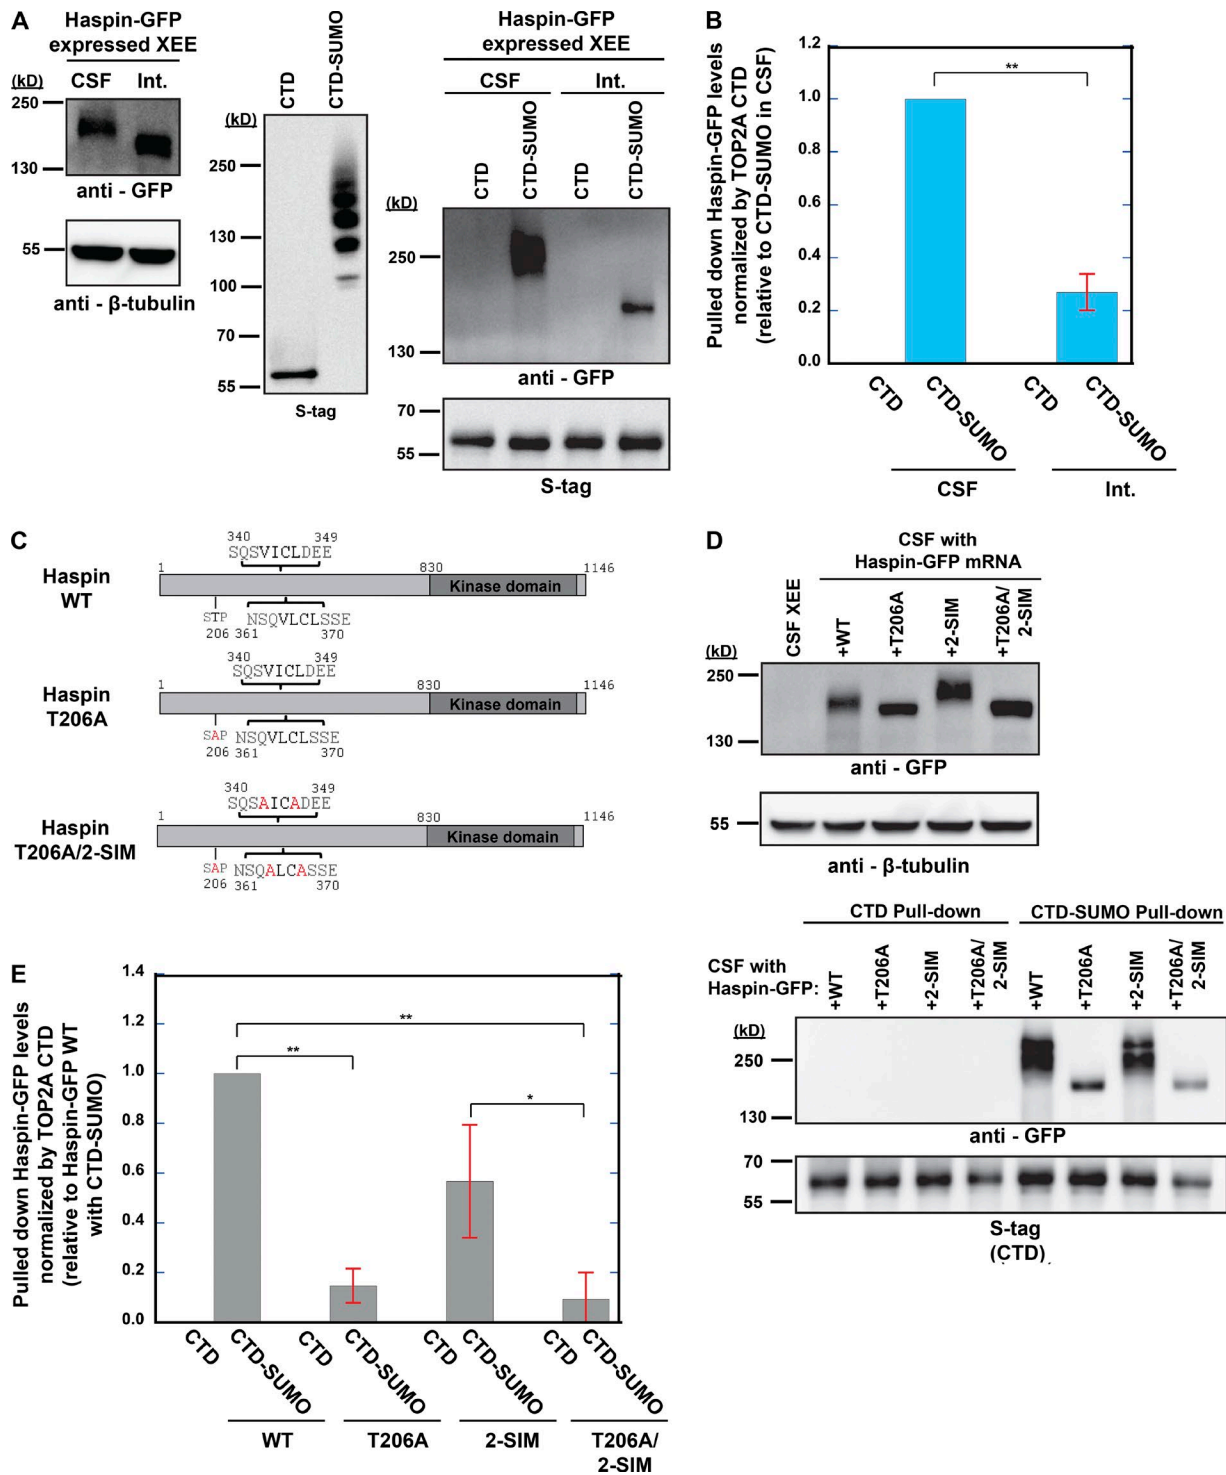 A
Haspin-GFP
expressed XEE
(kD)
CSF
Int.
250
130
anti - GFP
55
anti - β-tubulin
CTD
CTD-SUMO
(kD)
250
130
100
70
55
S-tag
Haspin-GFP
expressed XEE
CSF
Int.
CTD
CTD-SUMO
CTD
CTD-SUMO
(kD)
250
130
anti - GFP
70
55
S-tag
B
Pulled down Haspin-GFP levels
normalized by TOP2A CTD
(relative to CTD-SUMO in CSF)
1.2
1.0
0.8
0.6
0.4
0.2
0.0
**
CTD
CTD-SUMO
CTD
CTD-SUMO
CSF
Int.
C
Haspin
WT
340 349
SQSVICLDEE
1 830 1146
Kinase domain
STP NSQVLCLSSE
206 361 370
Haspin
T206A
340 349
SQSVICLDEE
1 830 1146
Kinase domain
SAP NSQVLCLSSE
206 361 370
Haspin
T206A/2-SIM
340 349
SQSAICADEE
1 830 1146
Kinase domain
SAP NSQALCASSE
206 361 370
D
CSF with
Haspin-GFP mRNA
CSF XEE
+WT
+T206A
+2-SIM
+T206A/
2-SIM
(kD)
250
130
anti - GFP
55
anti - β-tubulin
CTD Pull-down
CTD-SUMO Pull-down
CSF with
Haspin-GFP:
+WT
+T206A
+2-SIM
+T206A/
2-SIM
+WT
+T206A
+2-SIM
+T206A/
2-SIM
(kD)
250
130
anti - GFP
70
55
S-tag
(CTD)
E
Pulled down Haspin-GFP levels
normalized by TOP2A CTD
(relative to Haspin-GFP WT
with CTD-SUMO)
1.4
1.2
1.0
0.8
0.6
0.4
0.2
0.0
**
**
*
CTD
CTD-SUMO
CTD
CTD-SUMO
CTD
CTD-SUMO
CTD
CTD-SUMO
WT
T206A
2-SIM
T206A/
2-SIM